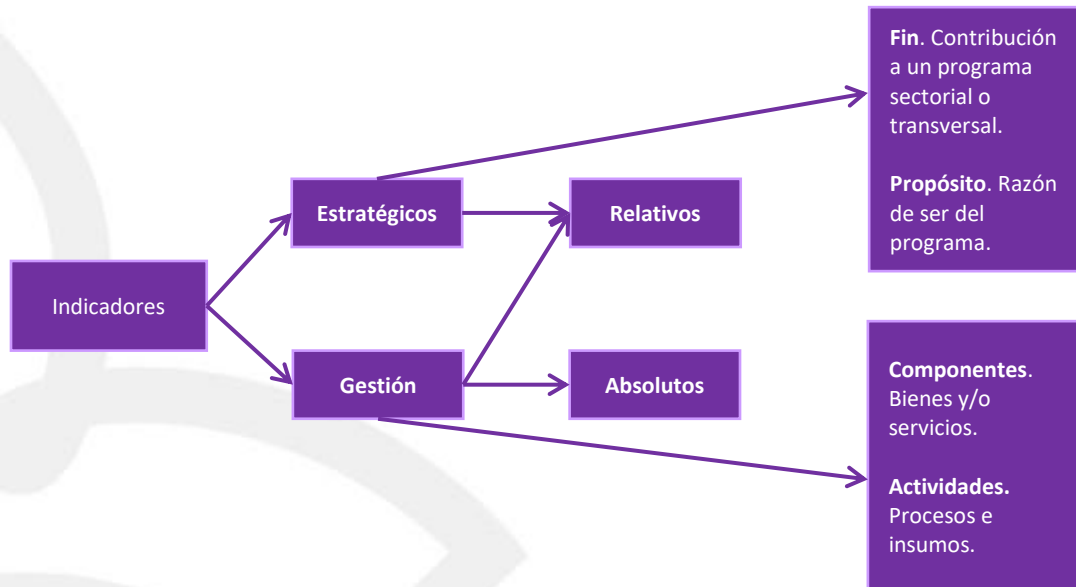 Indicadores
Estratégicos
Gestión
Relativos
Absolutos
Fin. Contribución
a un programa
sectorial o
transversal.
Propósito. Razón
de ser del
programa.
Componentes.
Bienes y/o
servicios.
Actividades.
Procesos e
insumos.